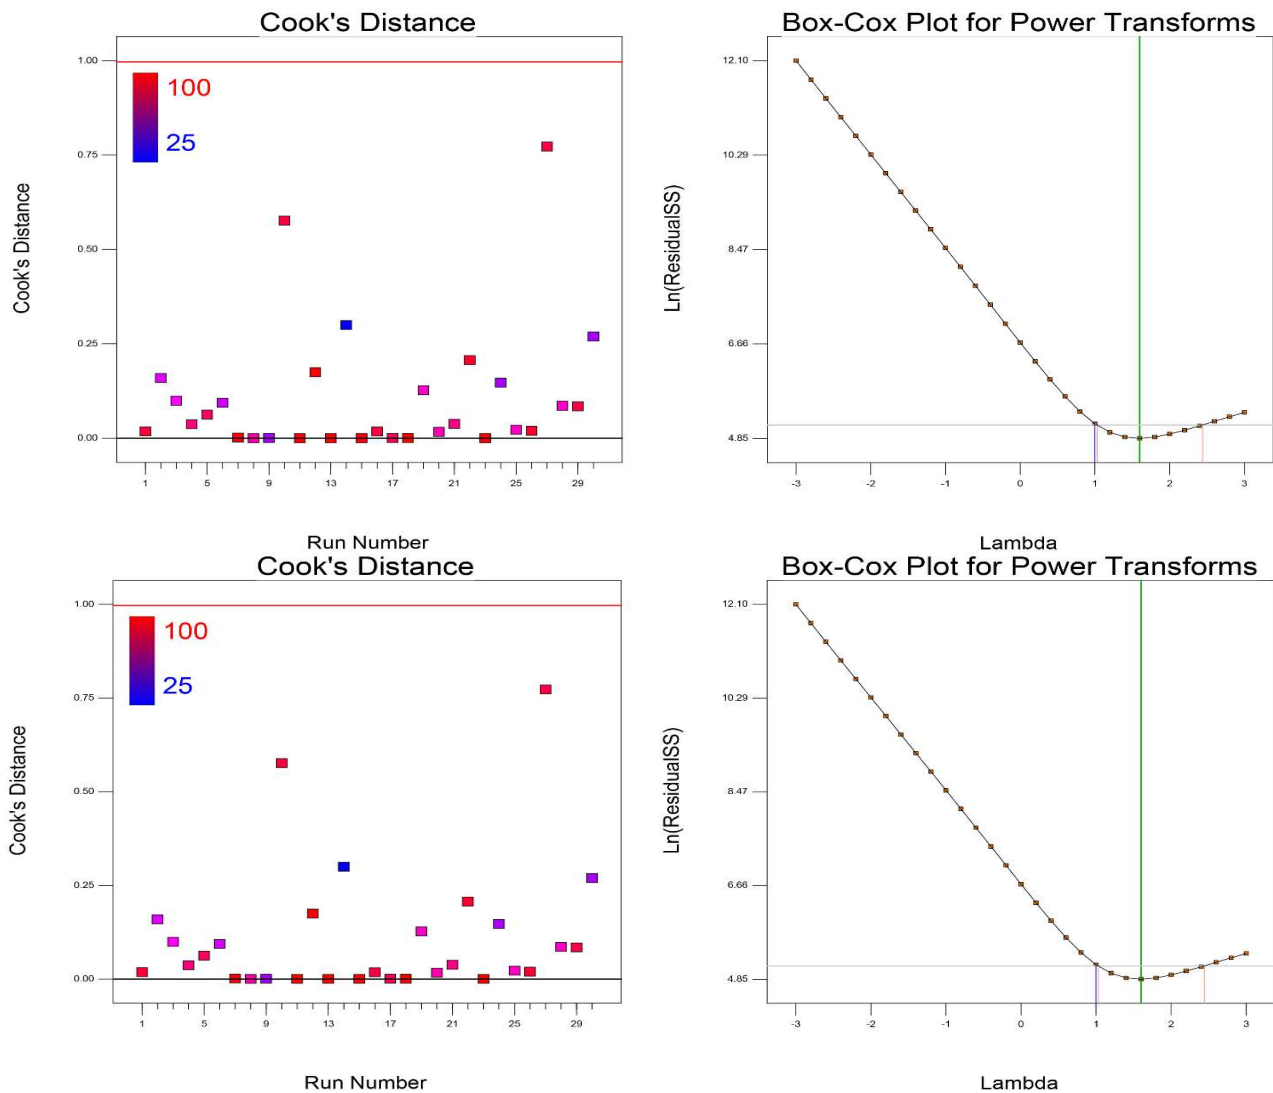 Cook's Distance
Cook's Distance
1.00
0.75
0.50
0.25
0.00
100
25
1 5 9 13 17 21 25 29
Run Number
Box-Cox Plot for Power Transforms
Ln(ResidualSS)
12.10
10.29
8.47
6.66
4.85
-3 -2 -1 0 1 2 3
Lambda
Cook's Distance
Cook's Distance
1.00
0.75
0.50
0.25
0.00
100
25
1 5 9 13 17 21 25 29
Run Number
Box-Cox Plot for Power Transforms
Ln(ResidualSS)
12.10
10.29
8.47
6.66
4.85
-3 -2 -1 0 1 2 3
Lambda